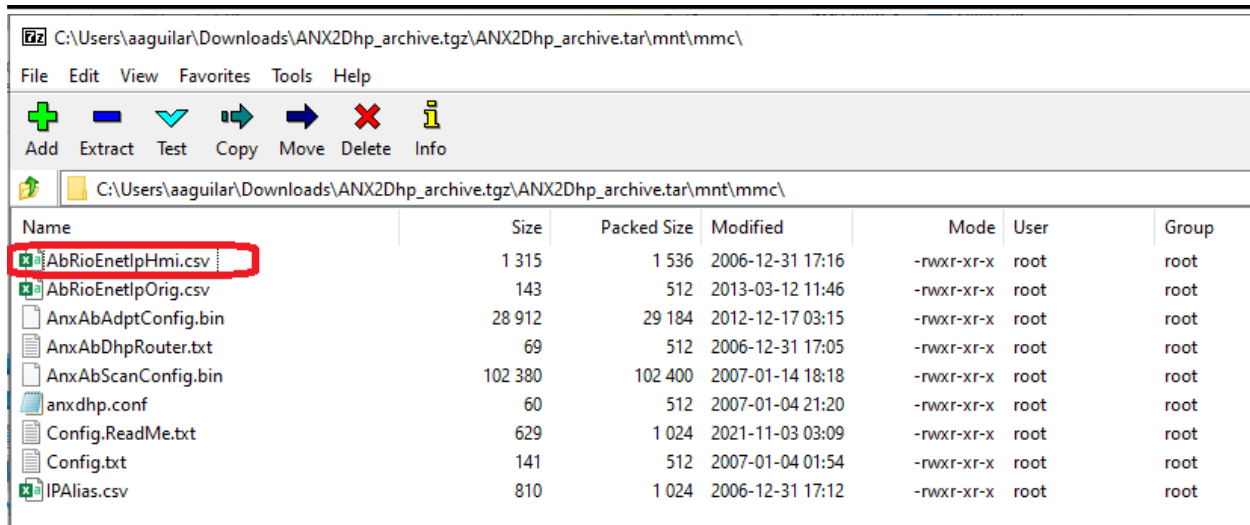 7z C:\Users\aaguilar\Downloads\ANX2Dhp_archive.tgz\ANX2Dhp_archive.tar\mnt\mmc\
File Edit View Favorites Tools Help
Add Extract Test Copy Move Delete Info
C:\Users\aaguilar\Downloads\ANX2Dhp_archive.tgz\ANX2Dhp_archive.tar\mnt\mmc\
Name Size Packed Size Modified Mode User Group
AbRioEnetIpHmi.csv 1 315 1 536 2006-12-31 17:16 -rwxr-xr-x root root
AbRioEnetIpOrig.csv 143 512 2013-03-12 11:46 -rwxr-xr-x root root
AnxAbAdptConfig.bin 28 912 29 184 2012-12-17 03:15 -rwxr-xr-x root root
AnxAbDhpRouter.txt 69 512 2006-12-31 17:05 -rwxr-xr-x root root
AnxAbScanConfig.bin 102 380 102 400 2007-01-14 18:18 -rwxr-xr-x root root
anxdhp.conf 60 512 2007-01-04 21:20 -rwxr-xr-x root root
Config.ReadMe.txt 629 1 024 2021-11-03 03:09 -rwxr-xr-x root root
Config.txt 141 512 2007-01-04 01:54 -rwxr-xr-x root root
IPAlias.csv 810 1 024 2006-12-31 17:12 -rwxr-xr-x root root